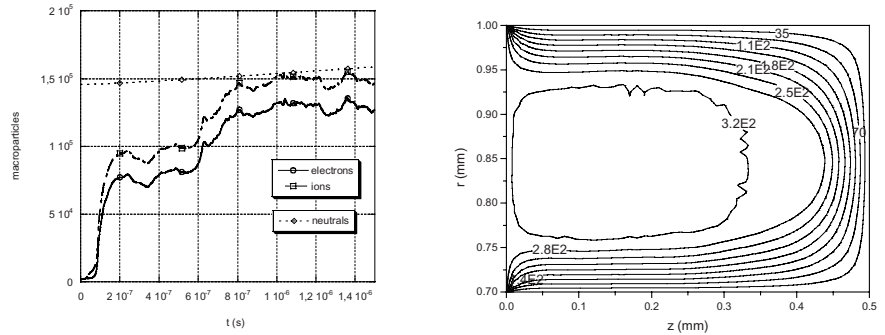 2 10⁵
1,5 10⁵
1 10⁵
5 10⁴
0
macroparticles
electrons
ions
neutrals
0
2 10⁻⁷
4 10⁻⁷
6 10⁻⁷
8 10⁻⁷
1 10⁻⁶
1,2 10⁻⁶
1,4 10⁻⁶
t (s)
1.00
0.95
0.90
0.85
0.80
0.75
0.70
r (mm)
35
1.1E2
1.8E2
2.1E2
2.5E2
3.2E2
70
2.8E2
0.0
0.1
0.2
0.3
0.4
0.5
z (mm)